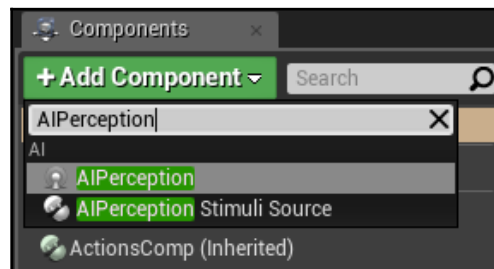 Components
+ Add Component Search
AIPerception
AI
AIPerception
AIPerception Stimuli Source
ActionsComp (Inherited)